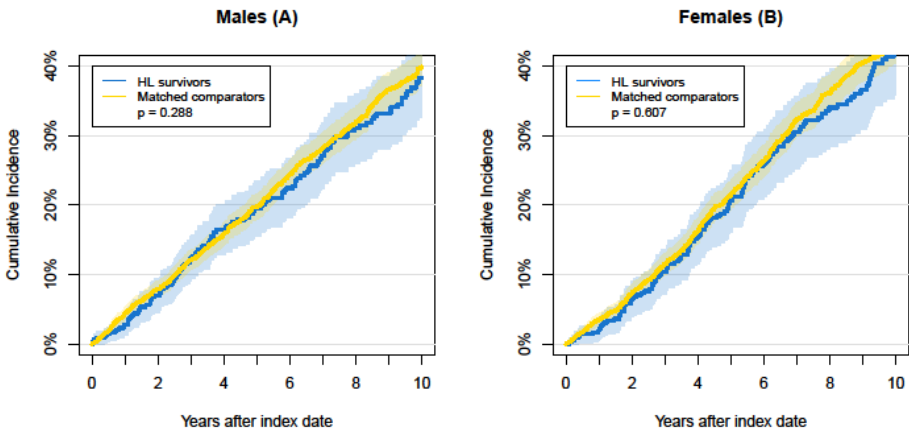 Males (A)
Cumulative Incidence
40%
30%
20%
10%
0%
HL survivors
Matched comparators
p = 0.288
0 2 4 6 8 10
Years after index date
Females (B)
Cumulative Incidence
40%
30%
20%
10%
0%
HL survivors
Matched comparators
p = 0.607
0 2 4 6 8 10
Years after index date